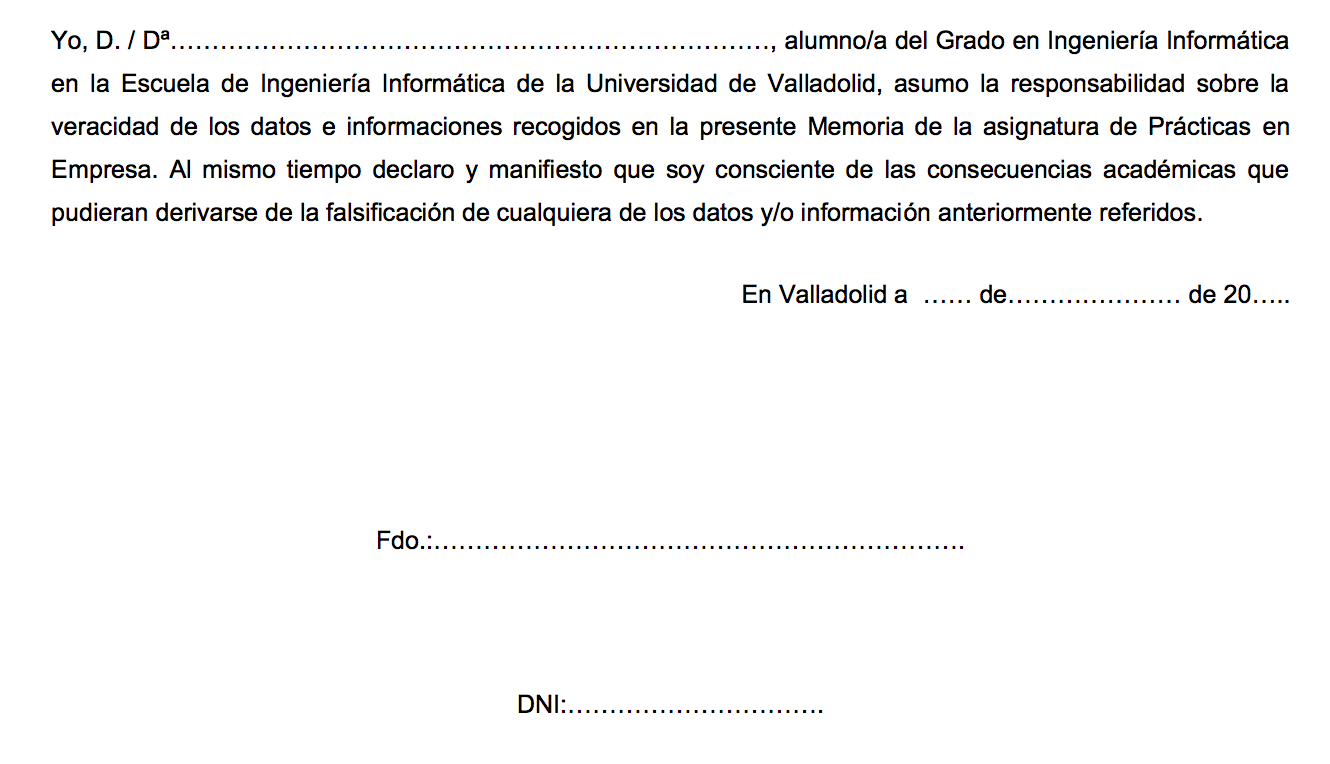 Yo, D. / Dª………………………………………………………………, alumno/a del Grado en Ingeniería Informática
en la Escuela de Ingeniería Informática de la Universidad de Valladolid, asumo la responsabilidad sobre la
veracidad de los datos e informaciones recogidos en la presente Memoria de la asignatura de Prácticas en
Empresa. Al mismo tiempo declaro y manifiesto que soy consciente de las consecuencias académicas que
pudieran derivarse de la falsificación de cualquiera de los datos y/o información anteriormente referidos.
En Valladolid a …… de………………… de 20…..
Fdo.:……………………………………………………….
DNI:………………………….